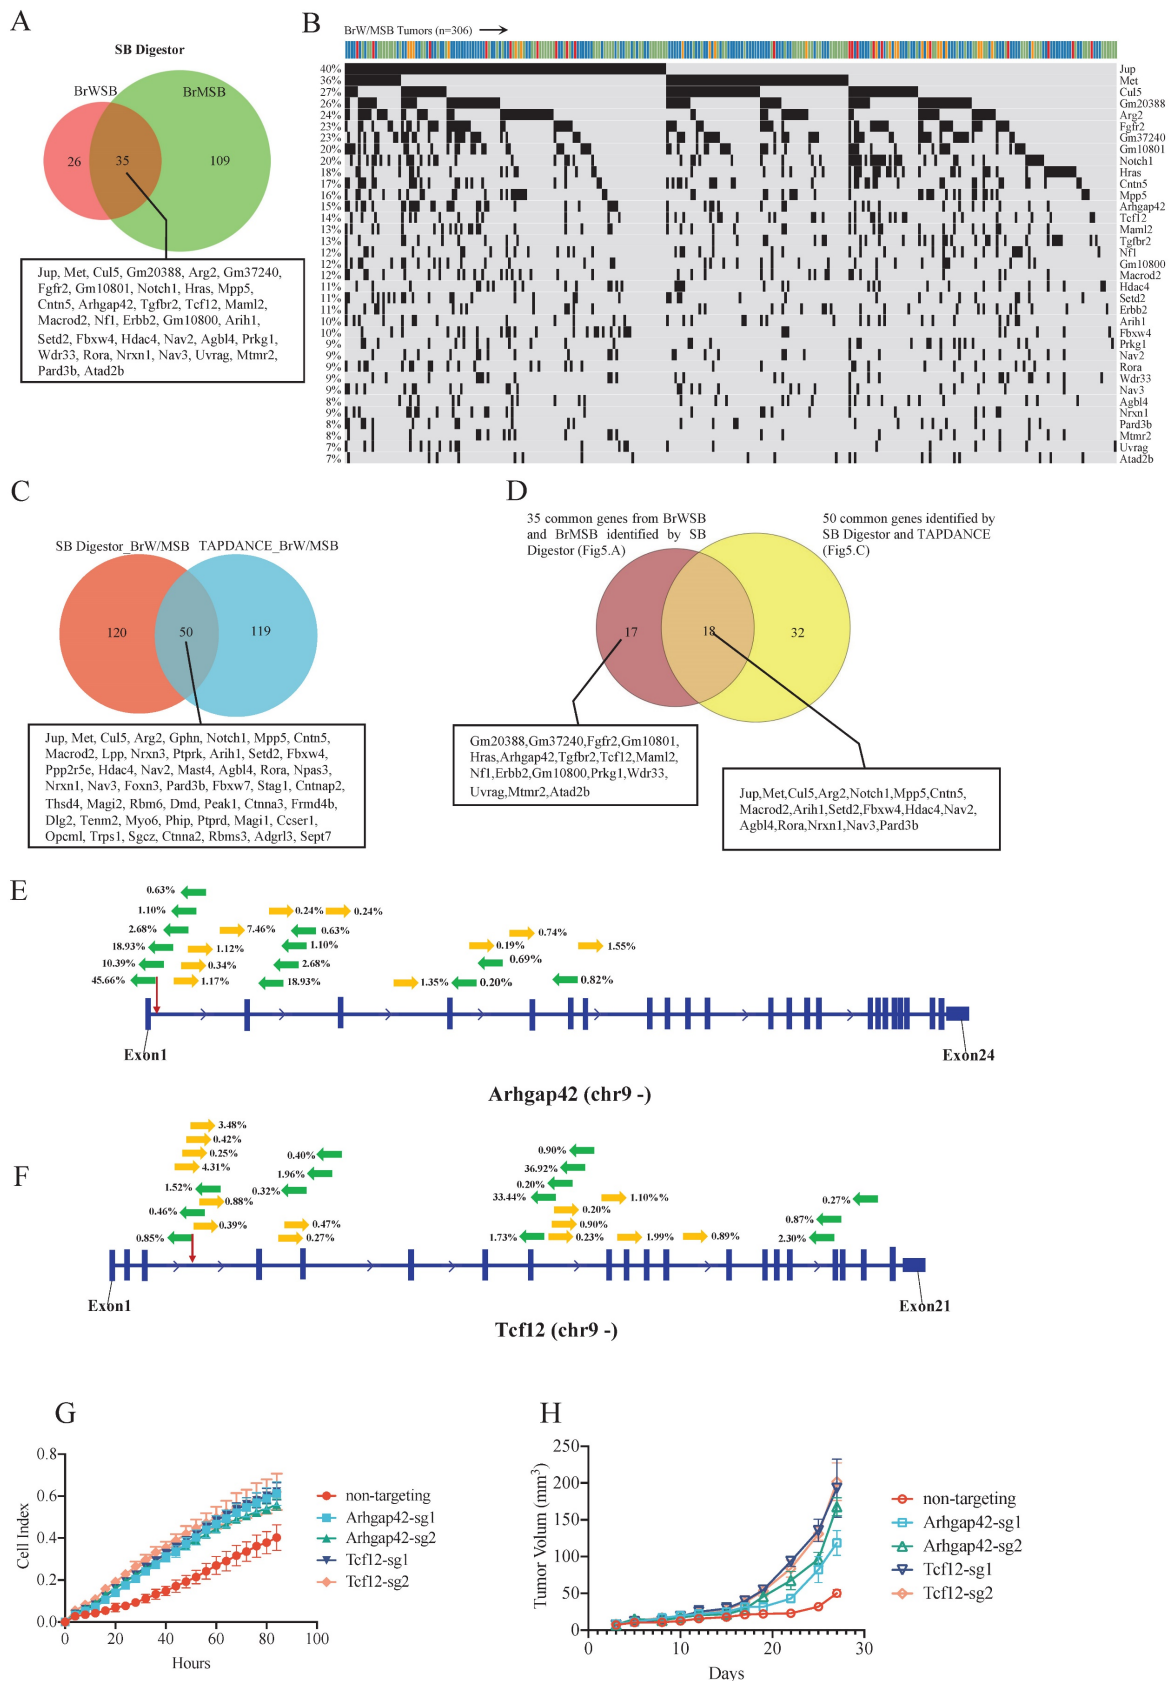 A
SB Digestor
BrWSB
BrMSB
26
35
109
Jup, Met, Cul5, Gm20388, Arg2, Gm37240,
Fgfr2, Gm10801, Notch1, Hras, Mpp5,
Cntn5, Arhgap42, Tgfbr2, Tcf12, Maml2,
Macrod2, Nf1, Erbb2, Gm10800, Arih1,
Setd2, Fbxw4, Hdac4, Nav2, Agbl4, Prkg1,
Wdr33, Rora, Nrxn1, Nav3, Uvrag, Mtmr2,
Pard3b, Atad2b
B
BrW/MSB Tumors (n=306)
40% Jup
36% Met
27% Cul5
26% Gm20388
24% Arg2
23% Fgfr2
23% Gm37240
20% Gm10801
20% Notch1
18% Hras
17% Cntn5
16% Mpp5
15% Arhgap42
14% Tcf12
13% Maml2
13% Tgfbr2
12% Nf1
12% Gm10800
12% Macrod2
11% Hdac4
11% Setd2
11% Erbb2
10% Arih1
10% Fbxw4
9% Prkg1
9% Nav2
9% Rora
9% Wdr33
9% Nav3
8% Agbl4
9% Nrxn1
8% Pard3b
8% Mtmr2
7% Uvrag
7% Atad2b
C
SB Digestor_BrW/MSB
TAPDANCE_BrW/MSB
120
50
119
Jup, Met, Cul5, Arg2, Gphn, Notch1, Mpp5, Cntn5,
Macrod2, Lpp, Nrxn3, Ptprk, Arih1, Setd2, Fbxw4,
Ppp2r5e, Hdac4, Nav2, Mast4, Agbl4, Rora, Npas3,
Nrxn1, Nav3, Foxn3, Pard3b, Fbxw7, Stag1, Cntnap2,
Thsd4, Magi2, Rbm6, Dmd, Peak1, Ctnna3, Frmd4b,
Dlg2, Tenm2, Myo6, Phip, Ptprd, Magi1, Ccser1,
Opcml, Trps1, Sgcz, Ctnna2, Rbms3, Adgrl3, Sept7
D
35 common genes from BrWSB
and BrMSB identified by SB
Digestor (Fig5.A)
50 common genes identified by
SB Digestor and TAPDANCE
(Fig5.C)
17
18
32
Gm20388,Gm37240,Fgfr2,Gm10801,
Hras,Arhgap42,Tgfbr2,Tcf12,Maml2,
Nf1,Erbb2,Gm10800,Prkg1,Wdr33,
Uvrag,Mtmr2,Atad2b
Jup,Met,Cul5,Arg2,Notch1,Mpp5,Cntn5,
Macrod2,Arih1,Setd2,Fbxw4,Hdac4,Nav2,
Agbl4,Rora,Nrxn1,Nav3,Pard3b
E
0.63%
1.10% 0.24% 0.24%
2.68% 7.46% 0.63% 0.74%
18.93% 1.12% 1.10% 0.19% 1.55%
10.39% 0.34% 2.68% 0.69%
45.66% 1.17% 18.93% 1.35% 0.20% 0.82%
Exon1
Exon24
Arhgap42 (chr9 -)
F
3.48%
0.42%
0.25% 0.40% 0.90%
4.31% 1.96% 36.92%
1.52% 0.32% 0.20%
0.88% 33.44% 1.10%% 0.27%
0.46% 0.20%
0.39% 0.47% 0.90% 0.87%
0.85% 0.27% 1.73% 0.23% 1.99% 0.89% 2.30%
Exon1
Exon21
Tcf12 (chr9 -)
G
0.8
0.6
0.4
0.2
0.0
0 20 40 60 80 100
Cell Index
Hours
non-targeting
Arhgap42-sg1
Arhgap42-sg2
Tcf12-sg1
Tcf12-sg2
H
250
200
150
100
50
0
0 10 20 30
Tumor Volum (mm³)
Days
non-targeting
Arhgap42-sg1
Arhgap42-sg2
Tcf12-sg1
Tcf12-sg2